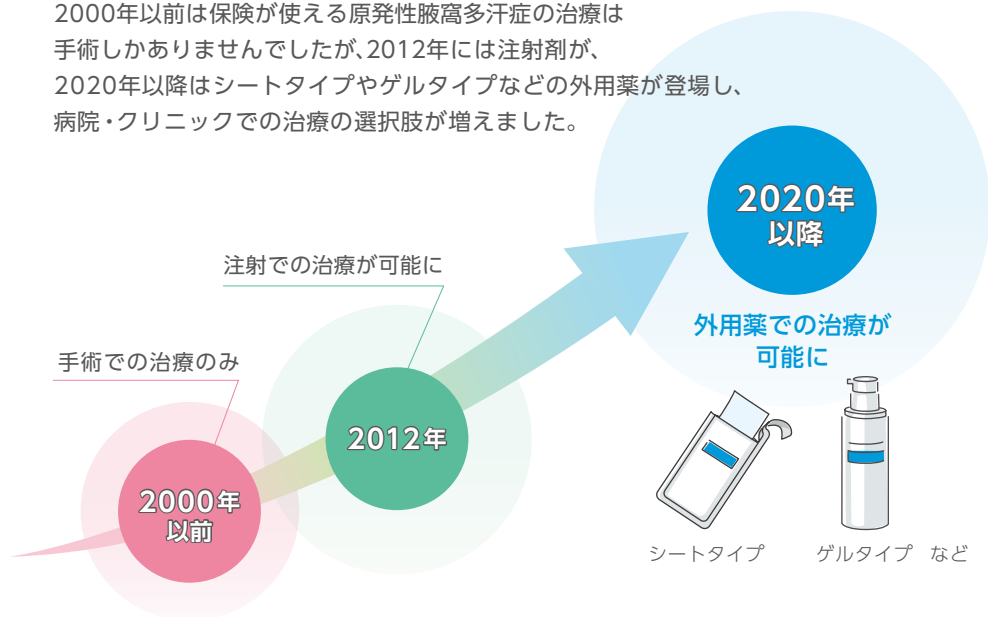 2000年以前は保険が使える原発性腋窩多汗症の治療は
手術しかありませんでしたが、2012年には注射剤が、
2020年以降はシートタイプやゲルタイプなどの外用薬が登場し、
病院・クリニックでの治療の選択肢が増えました。
2020年
以降
注射での治療が可能に
外用薬での治療が
可能に
手術での治療のみ
2012年
2000年
以前
シートタイプ
ゲルタイプ など